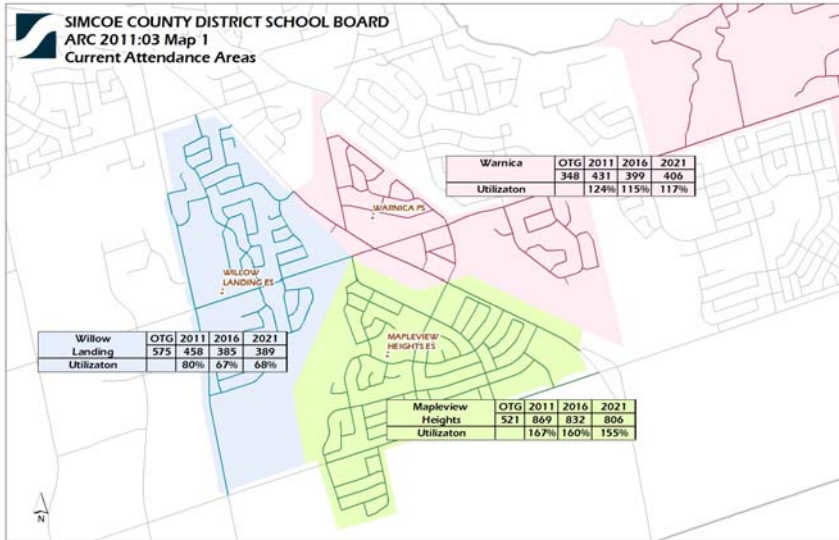 SIMCOE COUNTY DISTRICT SCHOOL BOARD
ARC 2011:03 Map 1
Current Attendance Areas
Warnica OTG 2011 2016 2021
348 431 399 406
Utilizaton 124% 115% 117%
WARNICA PS
WILLOW
LANDING ES
MAPLEVIEW
HEIGHTS ES
Willow OTG 2011 2016 2021
Landing 575 458 385 389
Utilizaton 80% 67% 68%
Mapleview OTG 2011 2016 2021
Heights 521 869 832 806
Utilizaton 167% 160% 155%
N